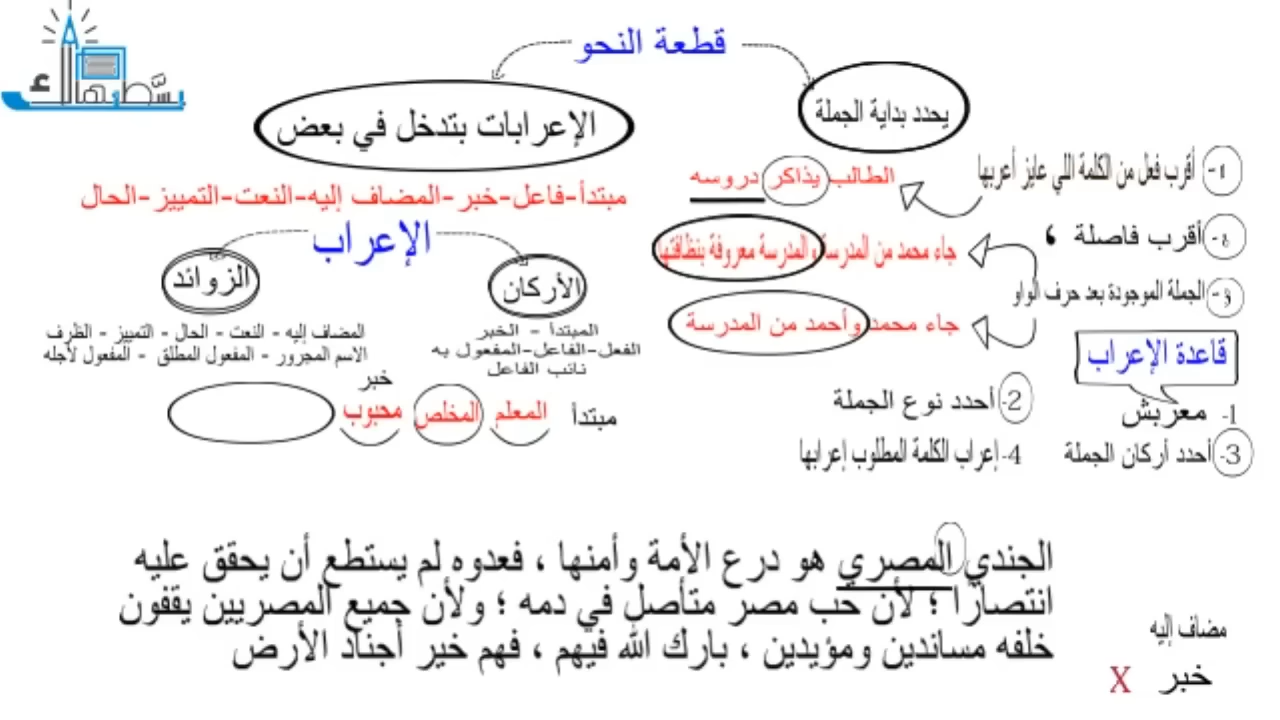 بسَّطنهالك
قطعة النحو
يحدد بداية الجملة
الإعرابات بتدخل في بعض
أقرب فعل من الكلمة اللي عايز أعربها
الطالب يذاكر دروسه
مبتدأ-فاعل-خبر-المضاف إليه-النعت-التمييز-الحال
أقرب فاصلة ،
جاء محمد من المدرسة والمدرسة معروفة بنظافتها
الإعراب
الجملة الموجودة بعد حرف الواو
جاء محمد وأحمد من المدرسة
الأركان
الزوائد
المبتدأ - الخبر
الفعل-الفاعل-المفعول به
نائب الفاعل
المضاف إليه - النعت - الحال - التمييز - الظرف
الاسم المجرور - المفعول المطلق - المفعول لأجله
قاعدة الإعراب
خبر
مبتدأ المعلم المخلص محبوب
1- معربش
2- أحدد نوع الجملة
3- أحدد أركان الجملة
4- إعراب الكلمة المطلوب إعرابها
الجندي المصري هو درع الأمة وأمنها ، فعدوه لم يستطع أن يحقق عليه
انتصارًا ؛ لأن حب مصر متأصل في دمه ؛ ولأن جميع المصريين يقفون
خلفه مساندين ومؤيدين ، بارك الله فيهم ، فهم خير أجناد الأرض
مضاف إليه
خبر X